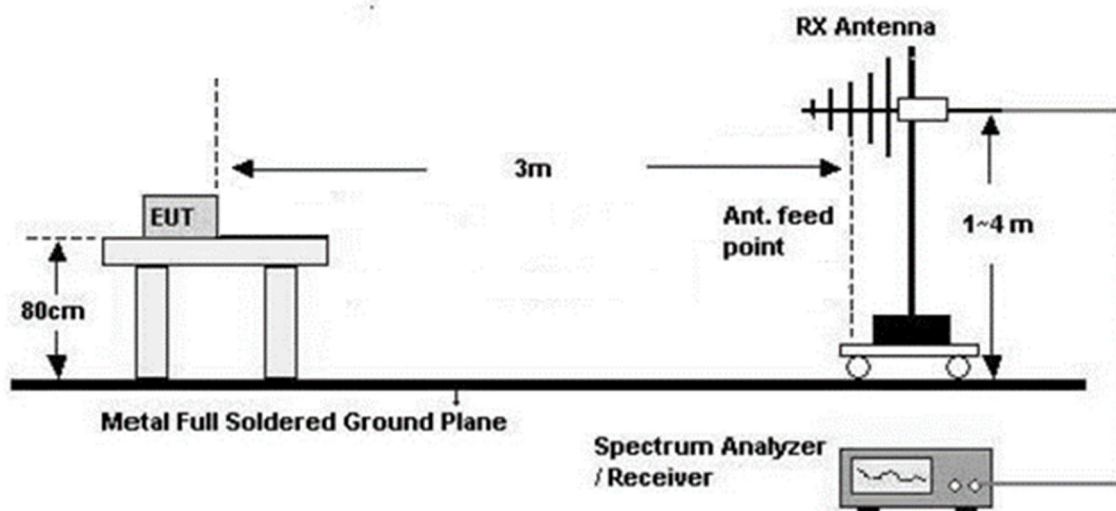 RX Antenna
3m
EUT
Ant. feed
point
1~4 m
80cm
Metal Full Soldered Ground Plane
Spectrum Analyzer
/ Receiver